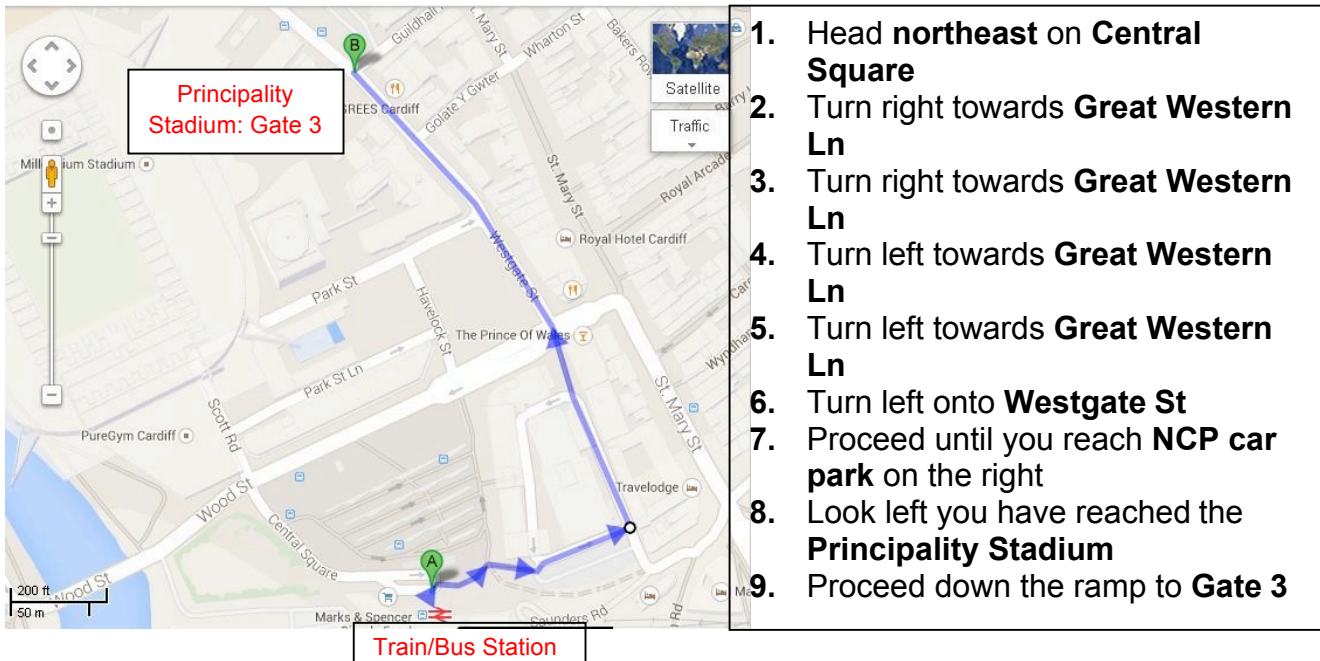 Guildhall
B
Principality
Stadium: Gate 3
St. Mary St
Wharton St
Bakers Row
Satellite
Traffic
GREES Cardiff
Golate Y Gwter
Mill
ium Stadium
St. Mary St
Royal Arcade
Royal Hotel Cardiff
Westgate St
Park St
Havelock St
The Prince Of Wales
Park St Ln
Scott Rd
PureGym Cardiff
St. Mary St
Wood St
Travelodge
Central Square
A
200 ft
50 m
Wood St
Marks & Spencer
Saunders Rd
Train/Bus Station
1. Head northeast on Central
Square
2. Turn right towards Great Western
Ln
3. Turn right towards Great Western
Ln
4. Turn left towards Great Western
Ln
5. Turn left towards Great Western
Ln
6. Turn left onto Westgate St
7. Proceed until you reach NCP car
park on the right
8. Look left you have reached the
Principality Stadium
9. Proceed down the ramp to Gate 3